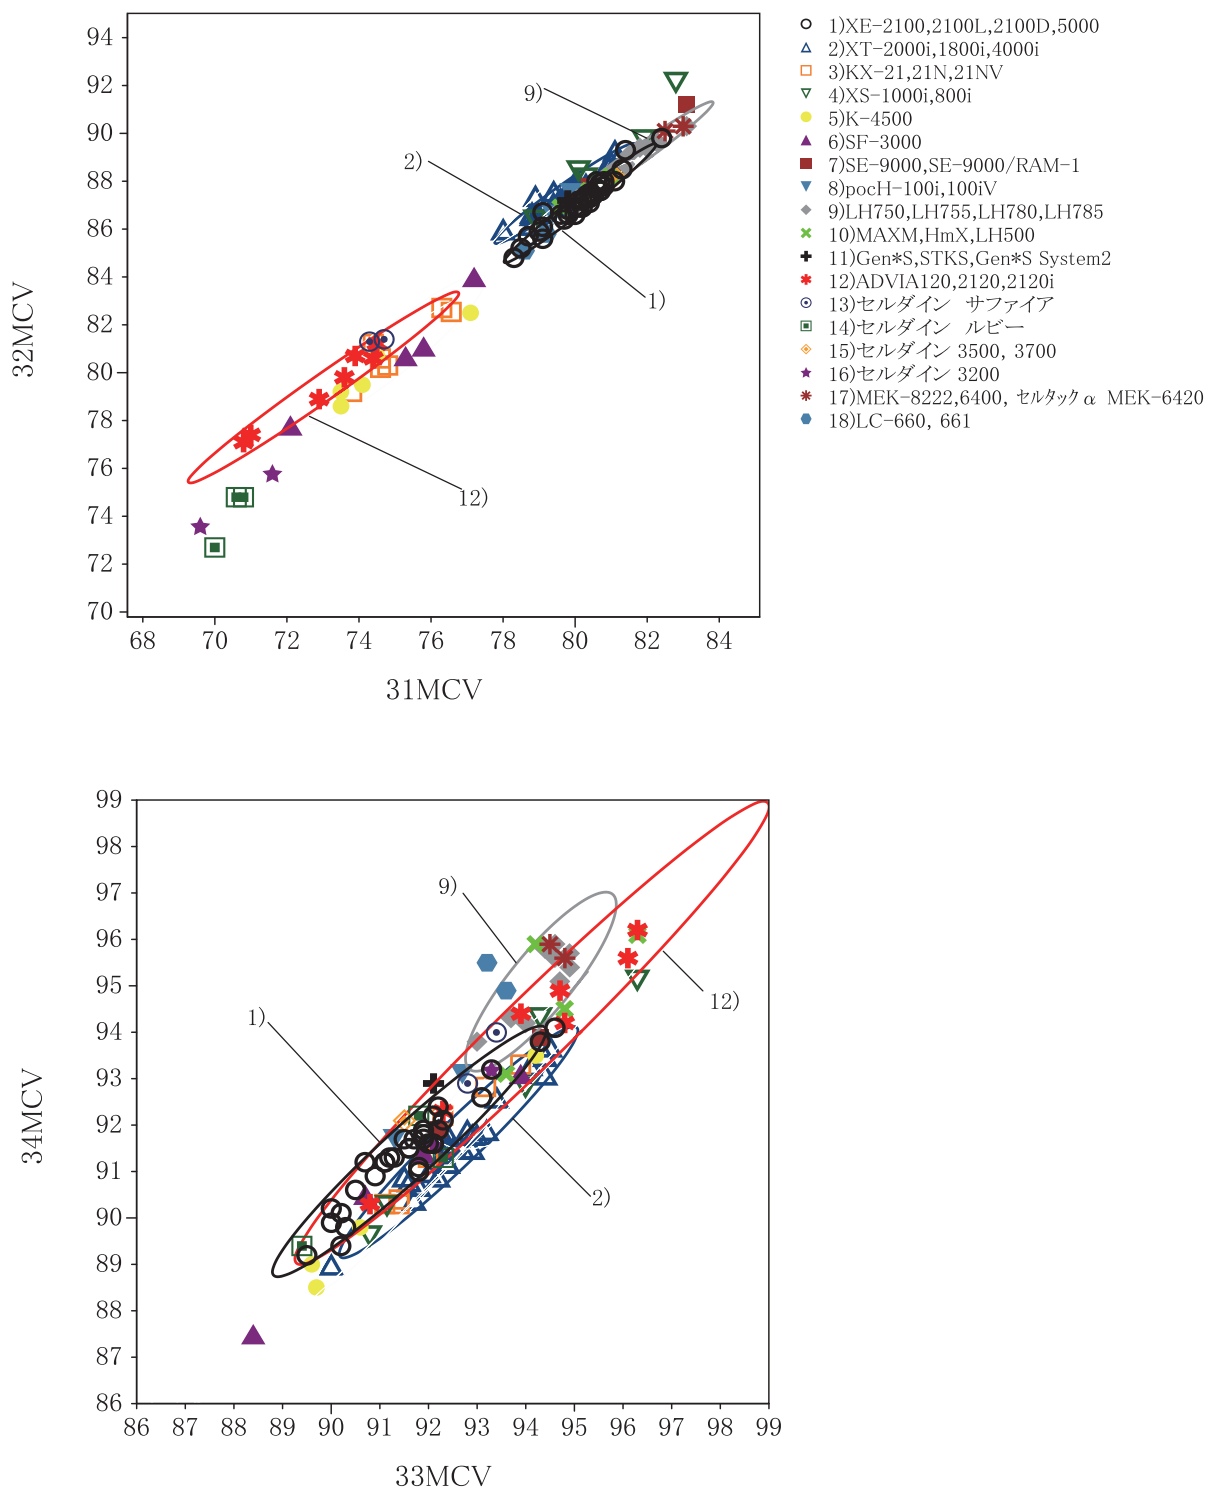 94
92
90
88
86
84
82
80
78
76
74
72
70
32MCV
68 70 72 74 76 78 80 82 84
31MCV
9)
2)
1)
12)
1)XE-2100,2100L,2100D,5000
2)XT-2000i,1800i,4000i
3)KX-21,21N,21NV
4)XS-1000i,800i
5)K-4500
6)SF-3000
7)SE-9000,SE-9000/RAM-1
8)pocH-100i,100iV
9)LH750,LH755,LH780,LH785
10)MAXM,HmX,LH500
11)Gen*S,STKS,Gen*S System2
12)ADVIA120,2120,2120i
13)セルダイン サファイア
14)セルダイン ルビー
15)セルダイン 3500, 3700
16)セルダイン 3200
17)MEK-8222,6400, セルタックα MEK-6420
18)LC-660, 661
99
98
97
96
95
94
93
92
91
90
89
88
87
86
34MCV
86 87 88 89 90 91 92 93 94 95 96 97 98 99
33MCV
9)
1)
12)
2)